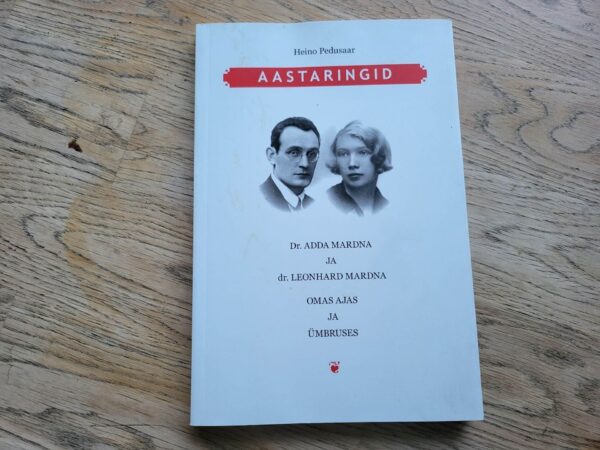 Heino Pedusaar
AASTARINGID
Dr. ADDA MARDNA
JA
dr. LEONHARD MARDNA
OMAS AJAS
JA
ÜMBRUSES